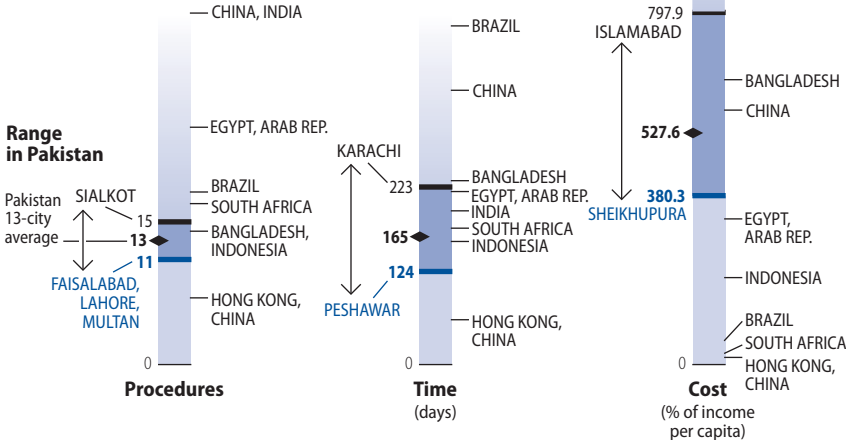 Range
in Pakistan
Pakistan
13-city
average
CHINA, INDIA
EGYPT, ARAB REP.
BRAZIL
SOUTH AFRICA
BANGLADESH,
INDONESIA
HONG KONG,
CHINA
SIALKOT
15
13
11
FAISALABAD,
LAHORE,
MULTAN
0
Procedures
BRAZIL
CHINA
KARACHI
223
BANGLADESH
EGYPT, ARAB REP.
INDIA
SOUTH AFRICA
INDONESIA
165
124
PESHAWAR
HONG KONG,
CHINA
0
Time
(days)
797.9
ISLAMABAD
BANGLADESH
CHINA
527.6
380.3
SHEIKHUPURA
EGYPT,
ARAB REP.
INDONESIA
BRAZIL
SOUTH AFRICA
HONG KONG,
CHINA
0
Cost
(% of income
per capita)